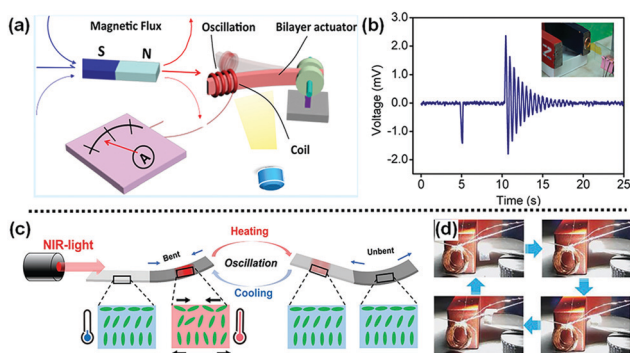 (a)
Magnetic Flux
Oscillation
Bilayer actuator
S N
Coil
A
(b)
Voltage (mV)
3.0
2.0
1.0
0.0
-1.0
-2.0
0 5 10 15 20 25
Time (s)
N
(c)
NIR-light
Bent
Heating
Oscillation
Cooling
Unbent
(d)